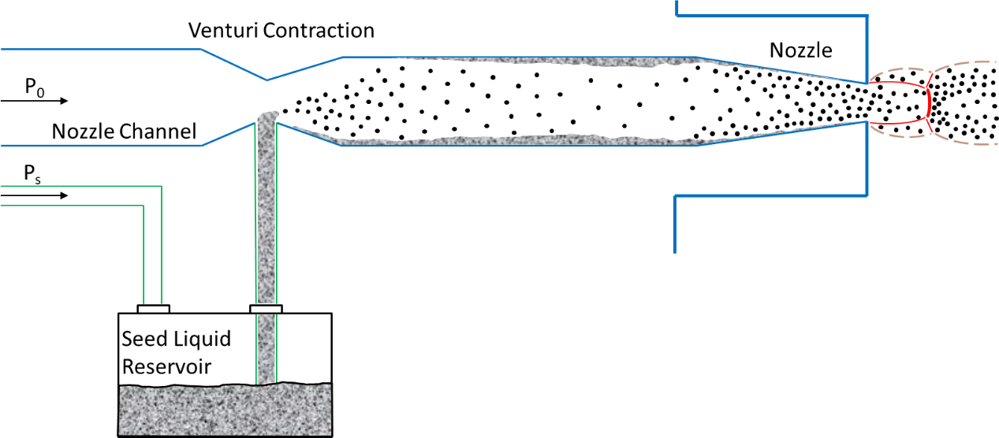 Venturi Contraction
Nozzle
P0
Nozzle Channel
Ps
Seed Liquid
Reservoir